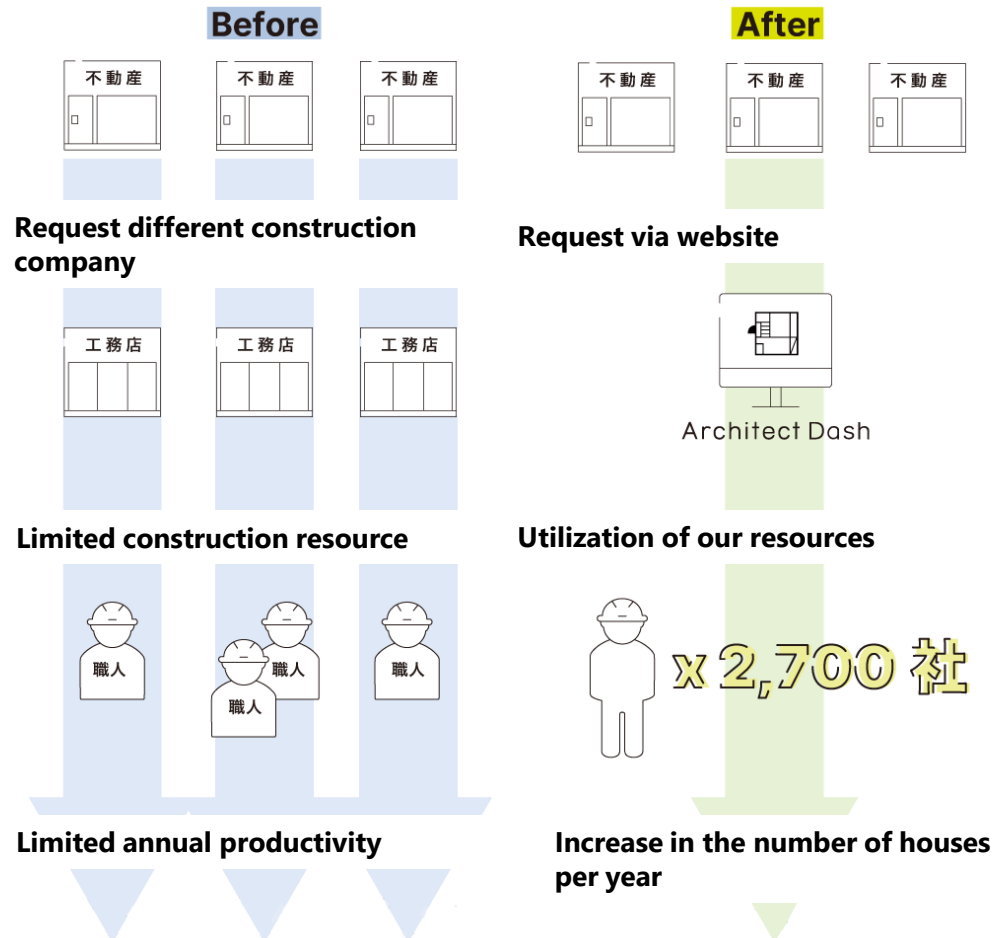 Before
不動産
不動産
不動産
Request different construction
company
工務店
工務店
工務店
Limited construction resource
職人
職人
職人
職人
Limited annual productivity
After
不動産
不動産
不動産
Request via website
Architect Dash
Utilization of our resources
x 2,700 社
Increase in the number of houses
per year